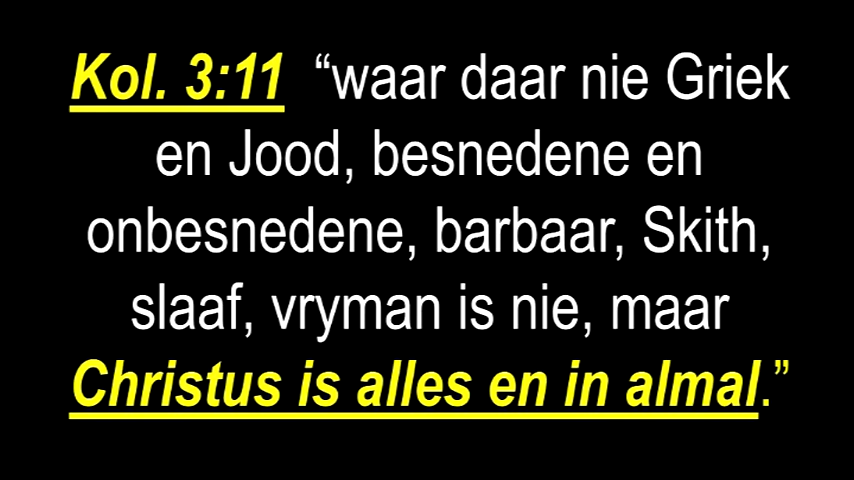 Kol. 3:11 “waar daar nie Griek
en Jood, besnedene en
onbesnedene, barbaar, Skith,
slaaf, vryman is nie, maar
Christus is alles en in almal.”